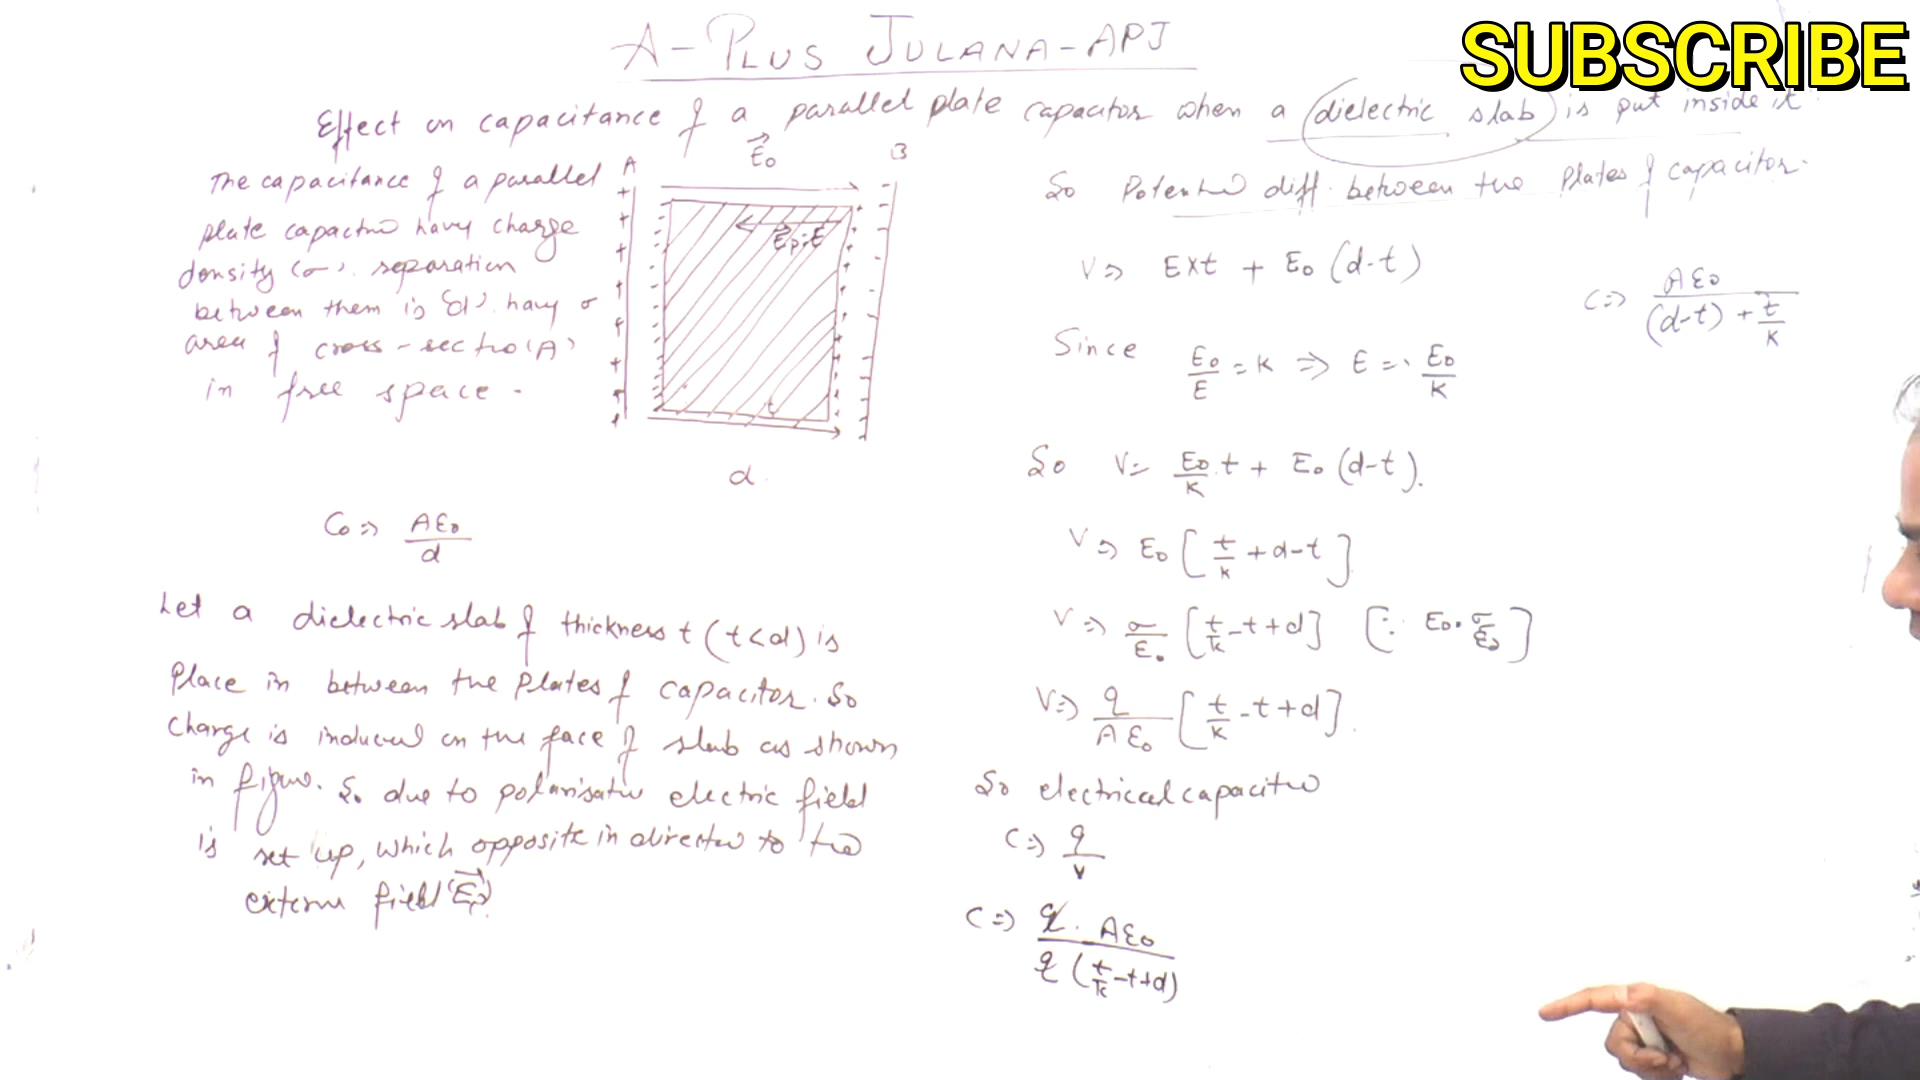 A-PLUS JULANA-APJ
SUBSCRIBE
Effect on capacitance of a parallel plate capacitor when a dielectric slab is put inside it
The capacitance of a parallel
plate capacitor having charge
density (σ). separation
between them is 'd'. having
area of cross-section (A)
in free space.
A
E₀
B
E
t
d
C₀ ⇒ Aε₀/d
Let a dielectric slab of thickness t (t<d) is
place in between the plates of capacitor. So
charge is induced on the face of slab as shown
in figure. So due to polarisation electric field
is set up, which opposite in direction to the
external field (E₀)
So Potential diff. between the plates of capacitor.
V ⇒ E×t + E₀(d-t)
Since E₀/E = K ⇒ E = E₀/K
So V = E₀/K . t + E₀(d-t).
V ⇒ E₀[t/K + d-t]
V ⇒ σ/ε₀ [t/K - t + d] [∵ E₀ = σ/ε₀]
V ⇒ q/Aε₀ [t/K - t + d].
So electrical capacitance
C ⇒ q/V
C ⇒ q . Aε₀/q(t/K - t + d)
C ⇒ Aε₀/(d-t) + t/K